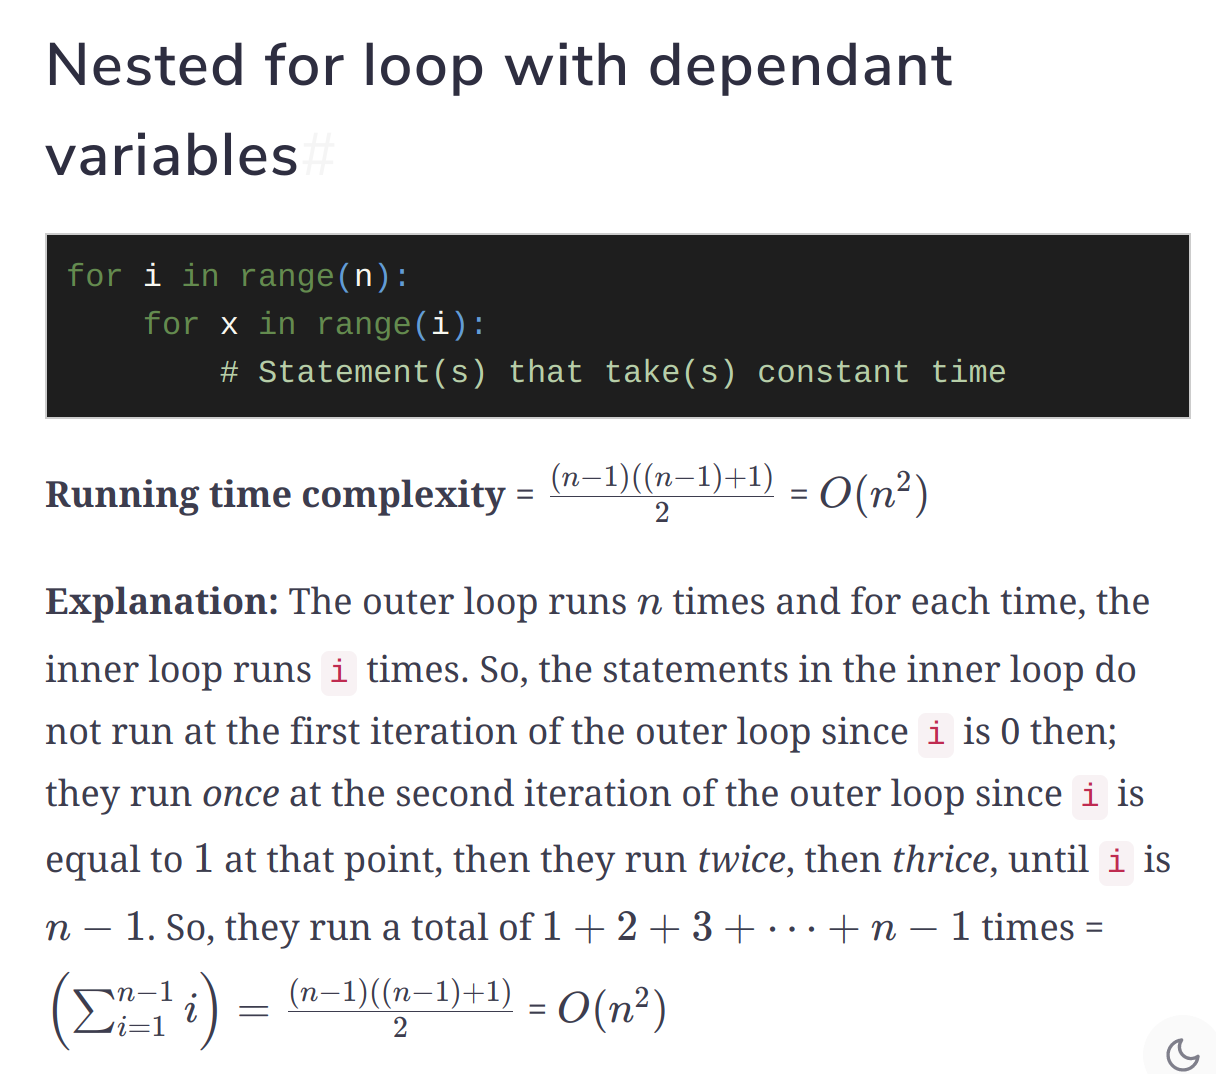 Nested for loop with dependant
variables#
for i in range(n):
    for x in range(i):
        # Statement(s) that take(s) constant time
Running time complexity = \frac{(n-1)((n-1)+1)}{2} = O(n^2)
Explanation: The outer loop runs n times and for each time, the
inner loop runs i times. So, the statements in the inner loop do
not run at the first iteration of the outer loop since i is 0 then;
they run once at the second iteration of the outer loop since i is
equal to 1 at that point, then they run twice, then thrice, until i is
n − 1. So, they run a total of 1 + 2 + 3 + ⋯ + n − 1 times =
\left(\sum_{i=1}^{n-1} i\right) = \frac{(n-1)((n-1)+1)}{2} = O(n^2)